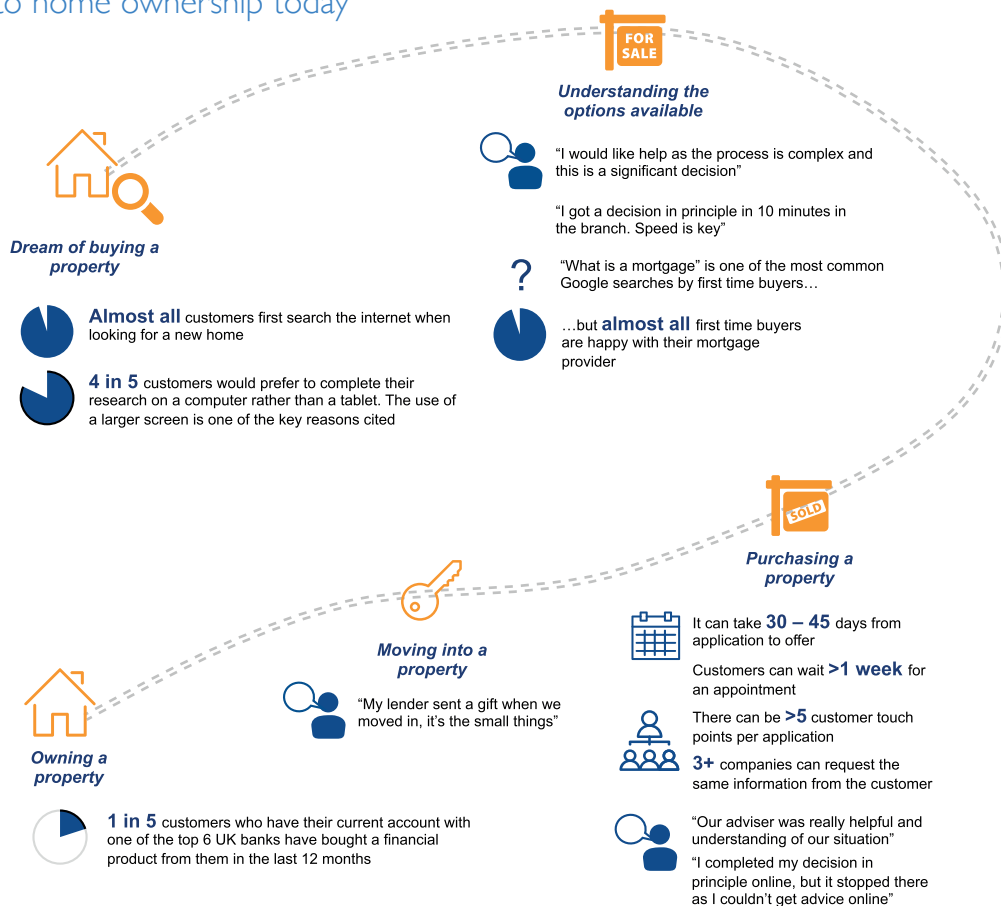 to home ownership today
FOR
SALE
Understanding the
options available
"I would like help as the process is complex and
this is a significant decision"
"I got a decision in principle in 10 minutes in
the branch. Speed is key"
?
"What is a mortgage" is one of the most common
Google searches by first time buyers…
…but almost all first time buyers
are happy with their mortgage
provider
Dream of buying a
property
Almost all customers first search the internet when
looking for a new home
4 in 5 customers would prefer to complete their
research on a computer rather than a tablet. The use of
a larger screen is one of the key reasons cited
SOLD
Purchasing a
property
It can take 30 – 45 days from
application to offer
Customers can wait >1 week for
an appointment
There can be >5 customer touch
points per application
3+ companies can request the
same information from the customer
"Our adviser was really helpful and
understanding of our situation"
"I completed my decision in
principle online, but it stopped there
as I couldn't get advice online"
Moving into a
property
"My lender sent a gift when we
moved in, it's the small things"
Owning a
property
1 in 5 customers who have their current account with
one of the top 6 UK banks have bought a financial
product from them in the last 12 months